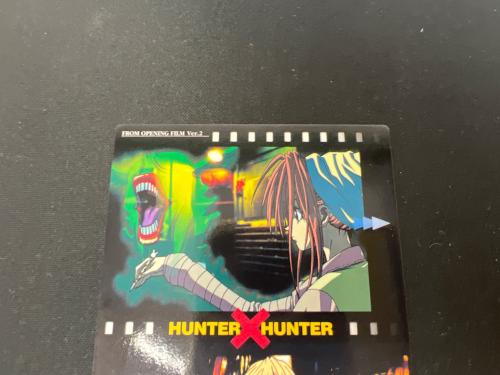 FROM OPENING FILM Ver.2
HUNTER×HUNTER